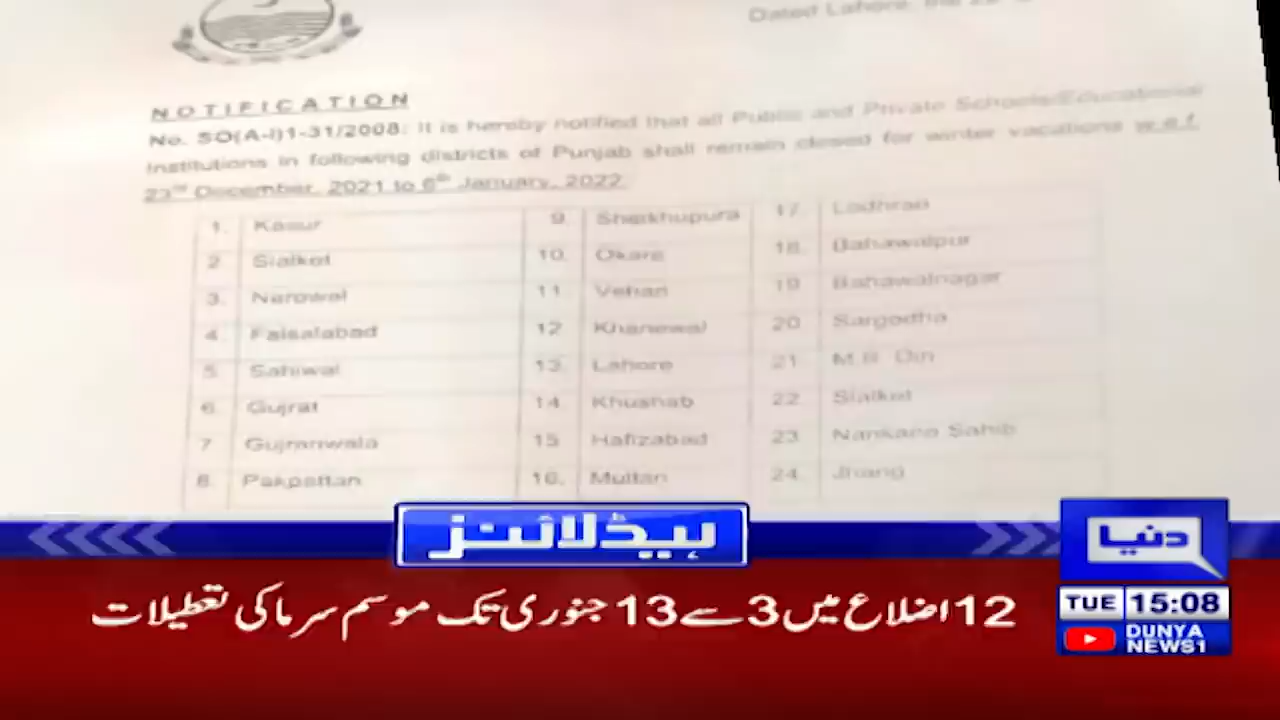 Dated Lahore, the
NOTIFICATION
No. SO(A-I)1-31/2008: It is hereby notified that all Public and Private Schools/Educational
Institutions in following districts of Punjab shall remain closed for winter vacations w.e.f.
23rd December, 2021 to 6th January, 2022.
1. Kasur 9. Sheikhupura 17. Lodhran
2. Sialkot 10. Okara 18. Bahawalpur
3. Narowal 11. Vehari 19. Bahawalnagar
4. Faisalabad 12. Khanewal 20. Sargodha
5. Sahiwal 13. Lahore 21. M.B. Din
6. Gujrat 14. Khushab 22. Sialkot
7. Gujranwala 15. Hafizabad 23. Nankana Sahib
8. Pakpattan 16. Multan 24. Jhang
ہیڈلائنز
دنیا
12 اضلاع میں 3 سے 13 جنوری تک موسم سرما کی تعطیلات
TUE 15:08
DUNYA
NEWS1